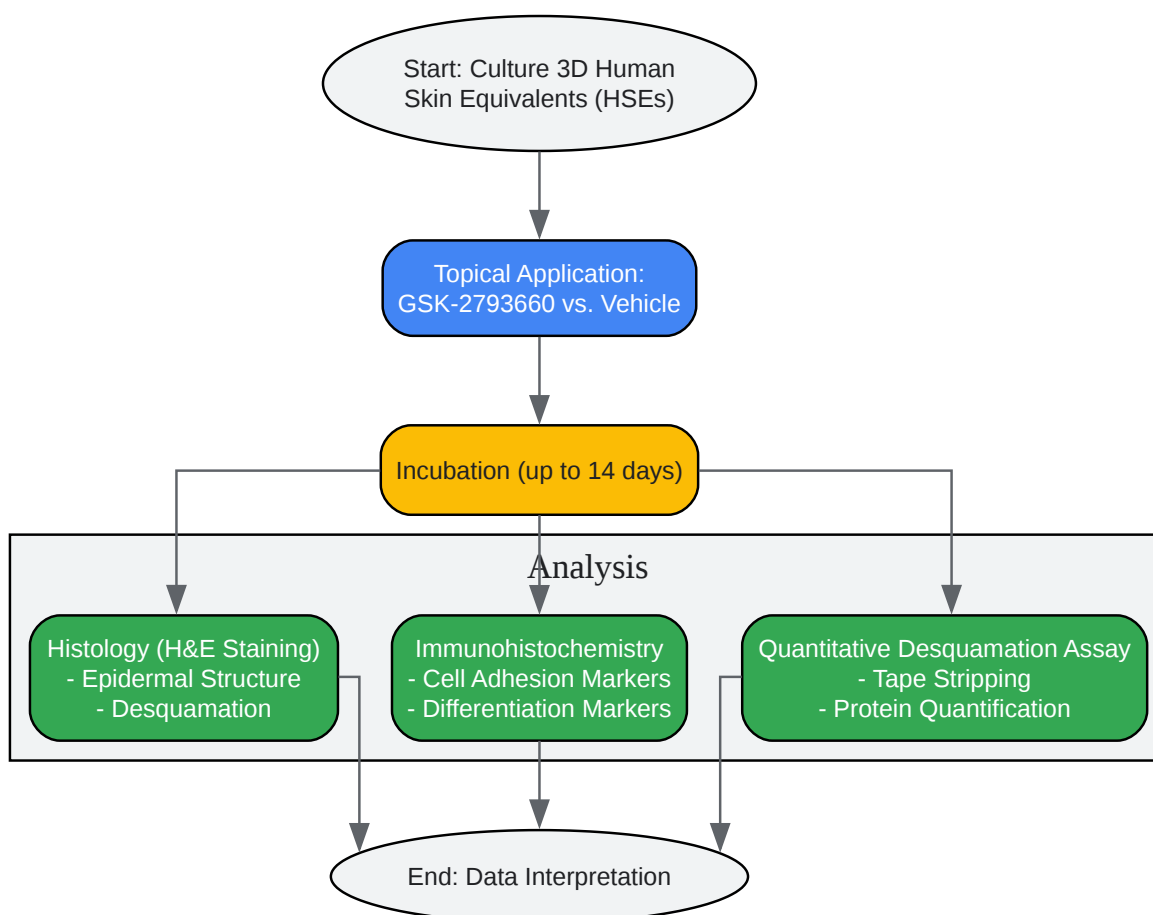 Start: Culture 3D Human
Skin Equivalents (HSEs)
Topical Application:
GSK-2793660 vs. Vehicle
Incubation (up to 14 days)
Analysis
Histology (H&E Staining)
- Epidermal Structure
- Desquamation
Immunohistochemistry
- Cell Adhesion Markers
- Differentiation Markers
Quantitative Desquamation Assay
- Tape Stripping
- Protein Quantification
End: Data Interpretation